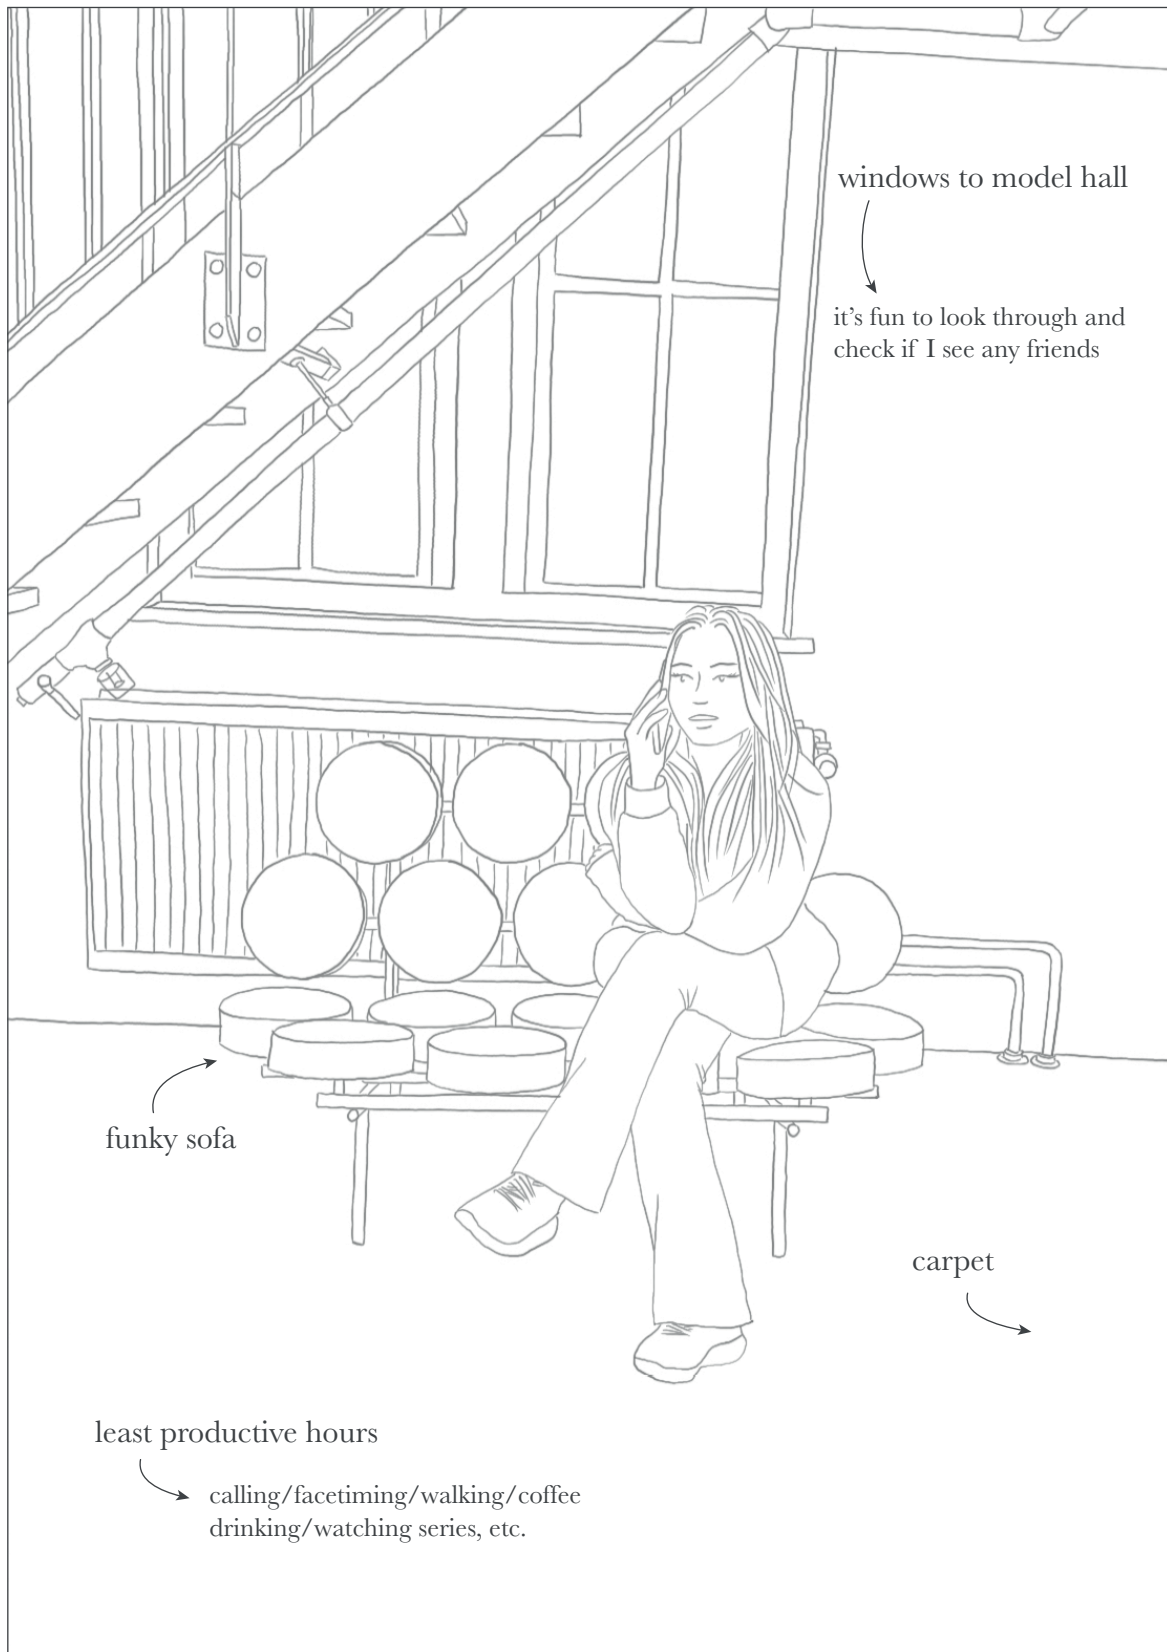 windows to model hall
it's fun to look through and
check if I see any friends
funky sofa
carpet
least productive hours
calling/facetiming/walking/coffee
drinking/watching series, etc.